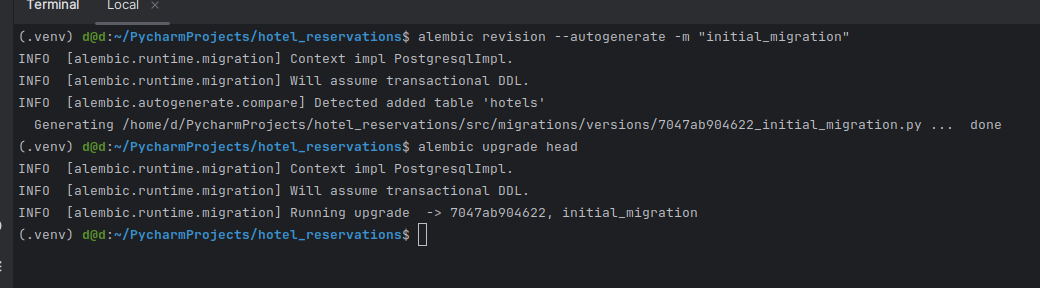 Terminal Local ×
(.venv) d@d:~/PycharmProjects/hotel_reservations$ alembic revision --autogenerate -m "initial_migration"
INFO  [alembic.runtime.migration] Context impl PostgresqlImpl.
INFO  [alembic.runtime.migration] Will assume transactional DDL.
INFO  [alembic.autogenerate.compare] Detected added table 'hotels'
  Generating /home/d/PycharmProjects/hotel_reservations/src/migrations/versions/7047ab904622_initial_migration.py ...  done
(.venv) d@d:~/PycharmProjects/hotel_reservations$ alembic upgrade head
INFO  [alembic.runtime.migration] Context impl PostgresqlImpl.
INFO  [alembic.runtime.migration] Will assume transactional DDL.
INFO  [alembic.runtime.migration] Running upgrade  -> 7047ab904622, initial_migration
(.venv) d@d:~/PycharmProjects/hotel_reservations$